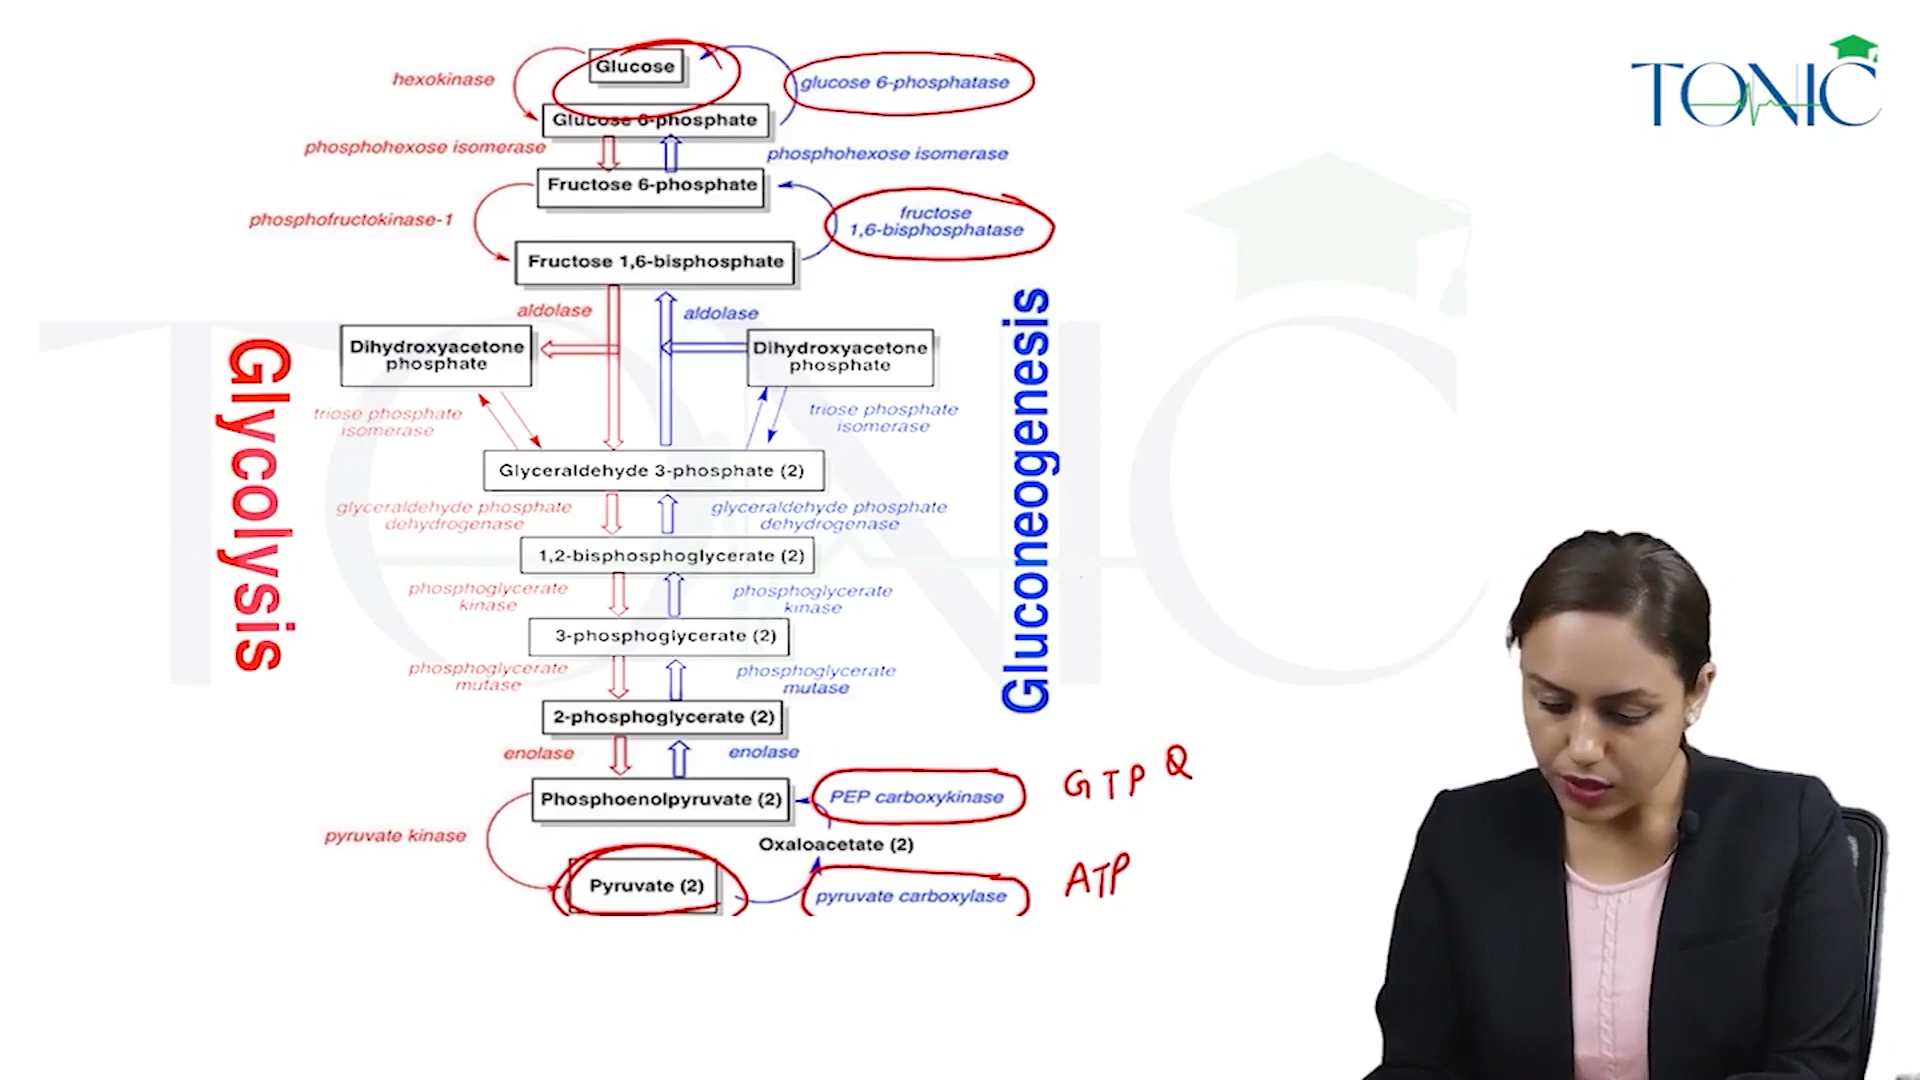 TONIC
Glucose
hexokinase
glucose 6-phosphatase
Glucose 6-phosphate
phosphohexose isomerase
phosphohexose isomerase
Fructose 6-phosphate
phosphofructokinase-1
fructose
1,6-bisphosphatase
Fructose 1,6-bisphosphate
aldolase
aldolase
Dihydroxyacetone
phosphate
Dihydroxyacetone
phosphate
triose phosphate
isomerase
triose phosphate
isomerase
Glycolysis
Gluconeogenesis
Glyceraldehyde 3-phosphate (2)
glyceraldehyde phosphate
dehydrogenase
glyceraldehyde phosphate
dehydrogenase
1,2-bisphosphoglycerate (2)
phosphoglycerate
kinase
phosphoglycerate
kinase
3-phosphoglycerate (2)
phosphoglycerate
mutase
phosphoglycerate
mutase
2-phosphoglycerate (2)
enolase
enolase
Phosphoenolpyruvate (2)
PEP carboxykinase
GTP Q
pyruvate kinase
Oxaloacetate (2)
Pyruvate (2)
pyruvate carboxylase
ATP
TONIC